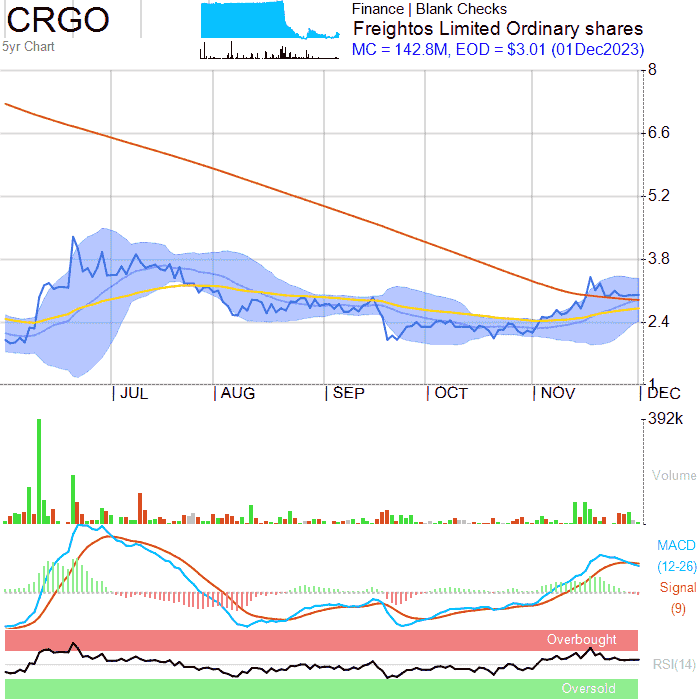 CRGO
5yr Chart
Finance | Blank Checks
Freightos Limited Ordinary shares
MC = 142.8M, EOD = $3.01 (01Dec2023)
8
6.6
5.2
3.8
2.4
1
JUL AUG SEP OCT NOV DEC
392k
Volume
MACD
(12-26)
Signal
(9)
Overbought
RSI(14)
Oversold